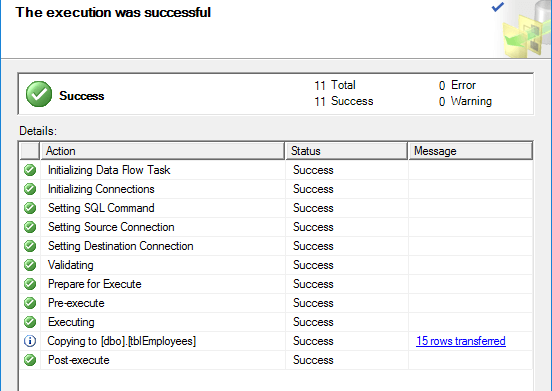 The execution was successful
Success
11 Total
0 Error
11 Success
0 Warning
Details:
Action Status Message
Initializing Data Flow Task Success
Initializing Connections Success
Setting SQL Command Success
Setting Source Connection Success
Setting Destination Connection Success
Validating Success
Prepare for Execute Success
Pre-execute Success
Executing Success
Copying to [dbo].[tblEmployees] Success 15 rows transferred
Post-execute Success